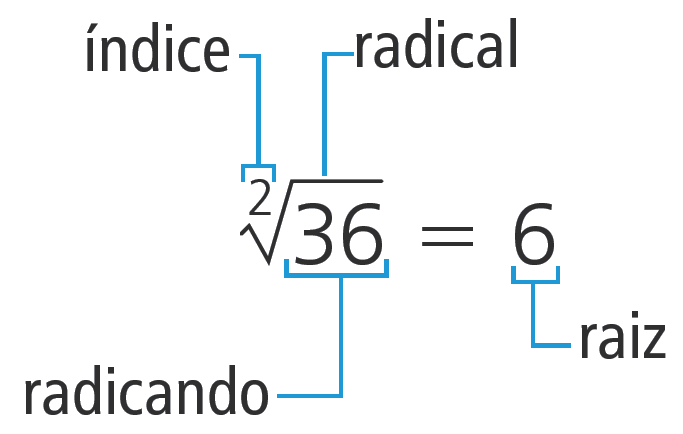 índice
radical
²√36 = 6
raiz
radicando